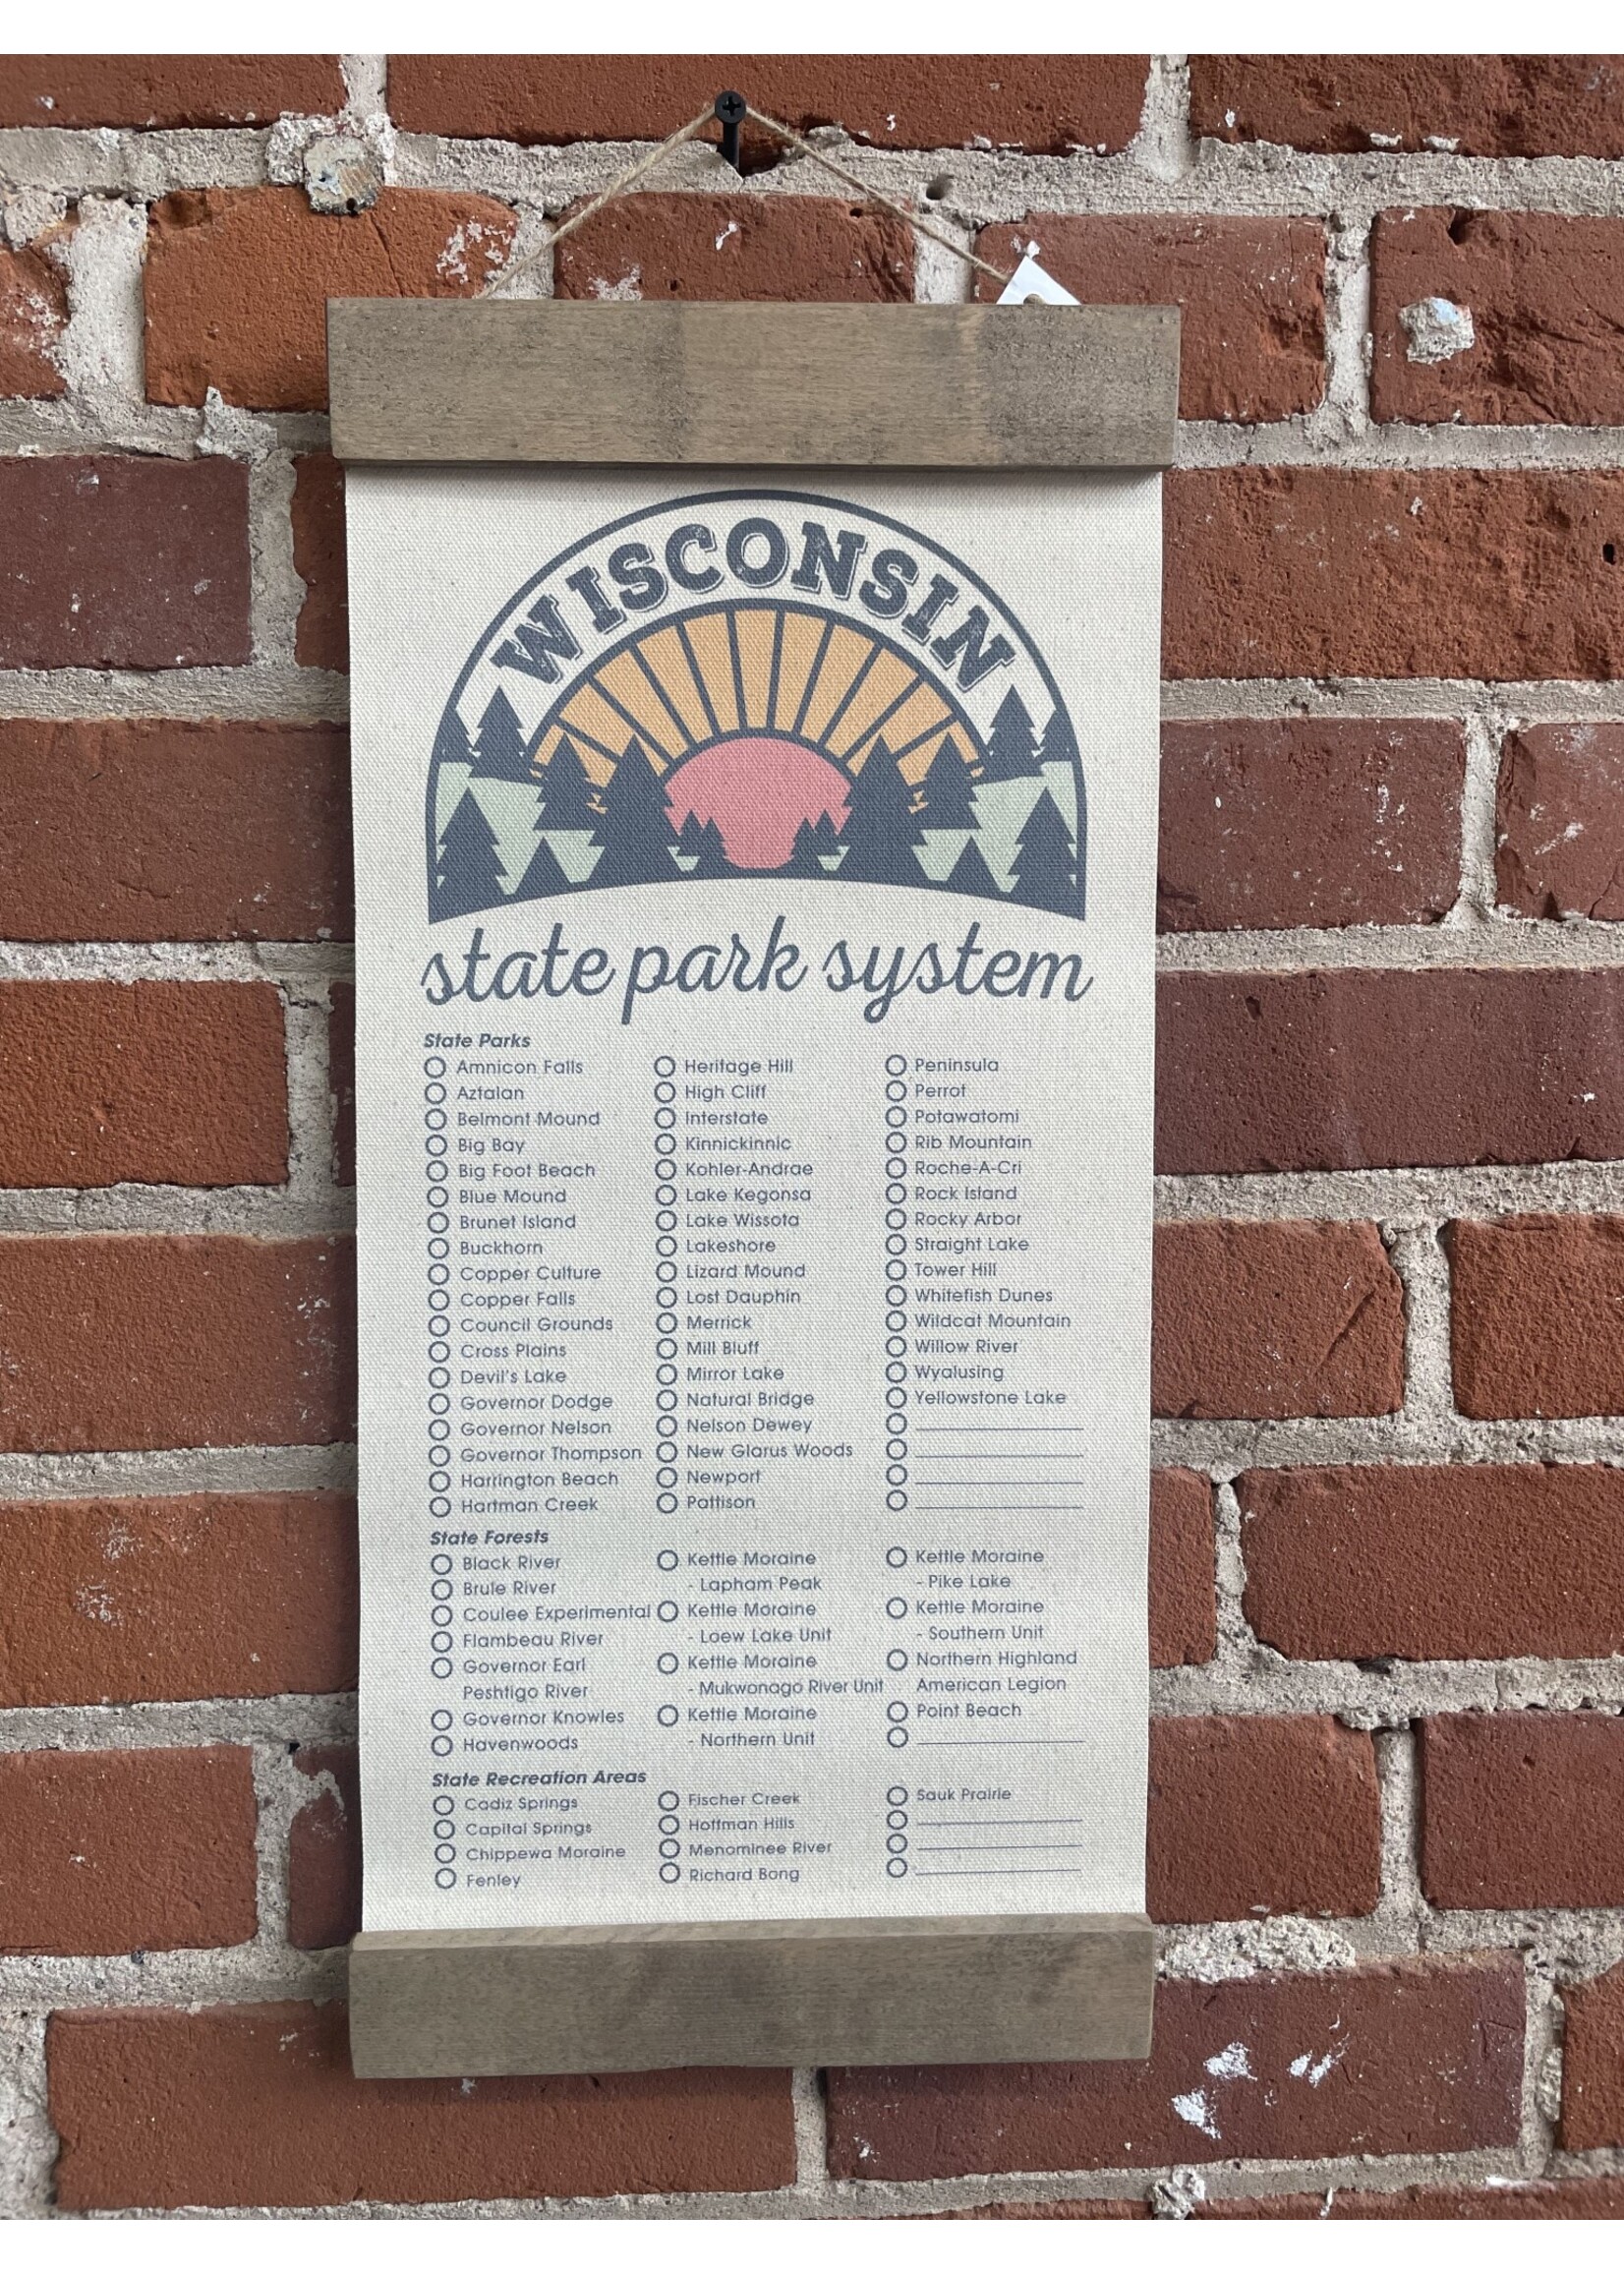 WISCONSIN
state park system
State Parks
Amnicon Falls
Aztalan
Belmont Mound
Big Bay
Big Foot Beach
Blue Mound
Brunet Island
Buckhorn
Copper Culture
Copper Falls
Council Grounds
Cross Plains
Devil's Lake
Governor Dodge
Governor Nelson
Governor Thompson
Harrington Beach
Hartman Creek
Heritage Hill
High Cliff
Interstate
Kinnickinnic
Kohler-Andrae
Lake Kegonsa
Lake Wissota
Lakeshore
Lizard Mound
Lost Dauphin
Merrick
Mill Bluff
Mirror Lake
Natural Bridge
Nelson Dewey
New Glarus Woods
Newport
Pattison
Peninsula
Perrot
Potawatomi
Rib Mountain
Roche-A-Cri
Rock Island
Rocky Arbor
Straight Lake
Tower Hill
Whitefish Dunes
Wildcat Mountain
Willow River
Wyalusing
Yellowstone Lake
State Forests
Black River
Brule River
Coulee Experimental
Flambeau River
Governor Earl
Peshtigo River
Governor Knowles
Havenwoods
Kettle Moraine
- Lapham Peak
Kettle Moraine
- Loew Lake Unit
Kettle Moraine
- Mukwonago River Unit
Kettle Moraine
- Northern Unit
Kettle Moraine
- Pike Lake
Kettle Moraine
- Southern Unit
Northern Highland
American Legion
Point Beach
State Recreation Areas
Cadiz Springs
Capital Springs
Chippewa Moraine
Fenley
Fischer Creek
Hoffman Hills
Menominee River
Richard Bong
Sauk Prairie